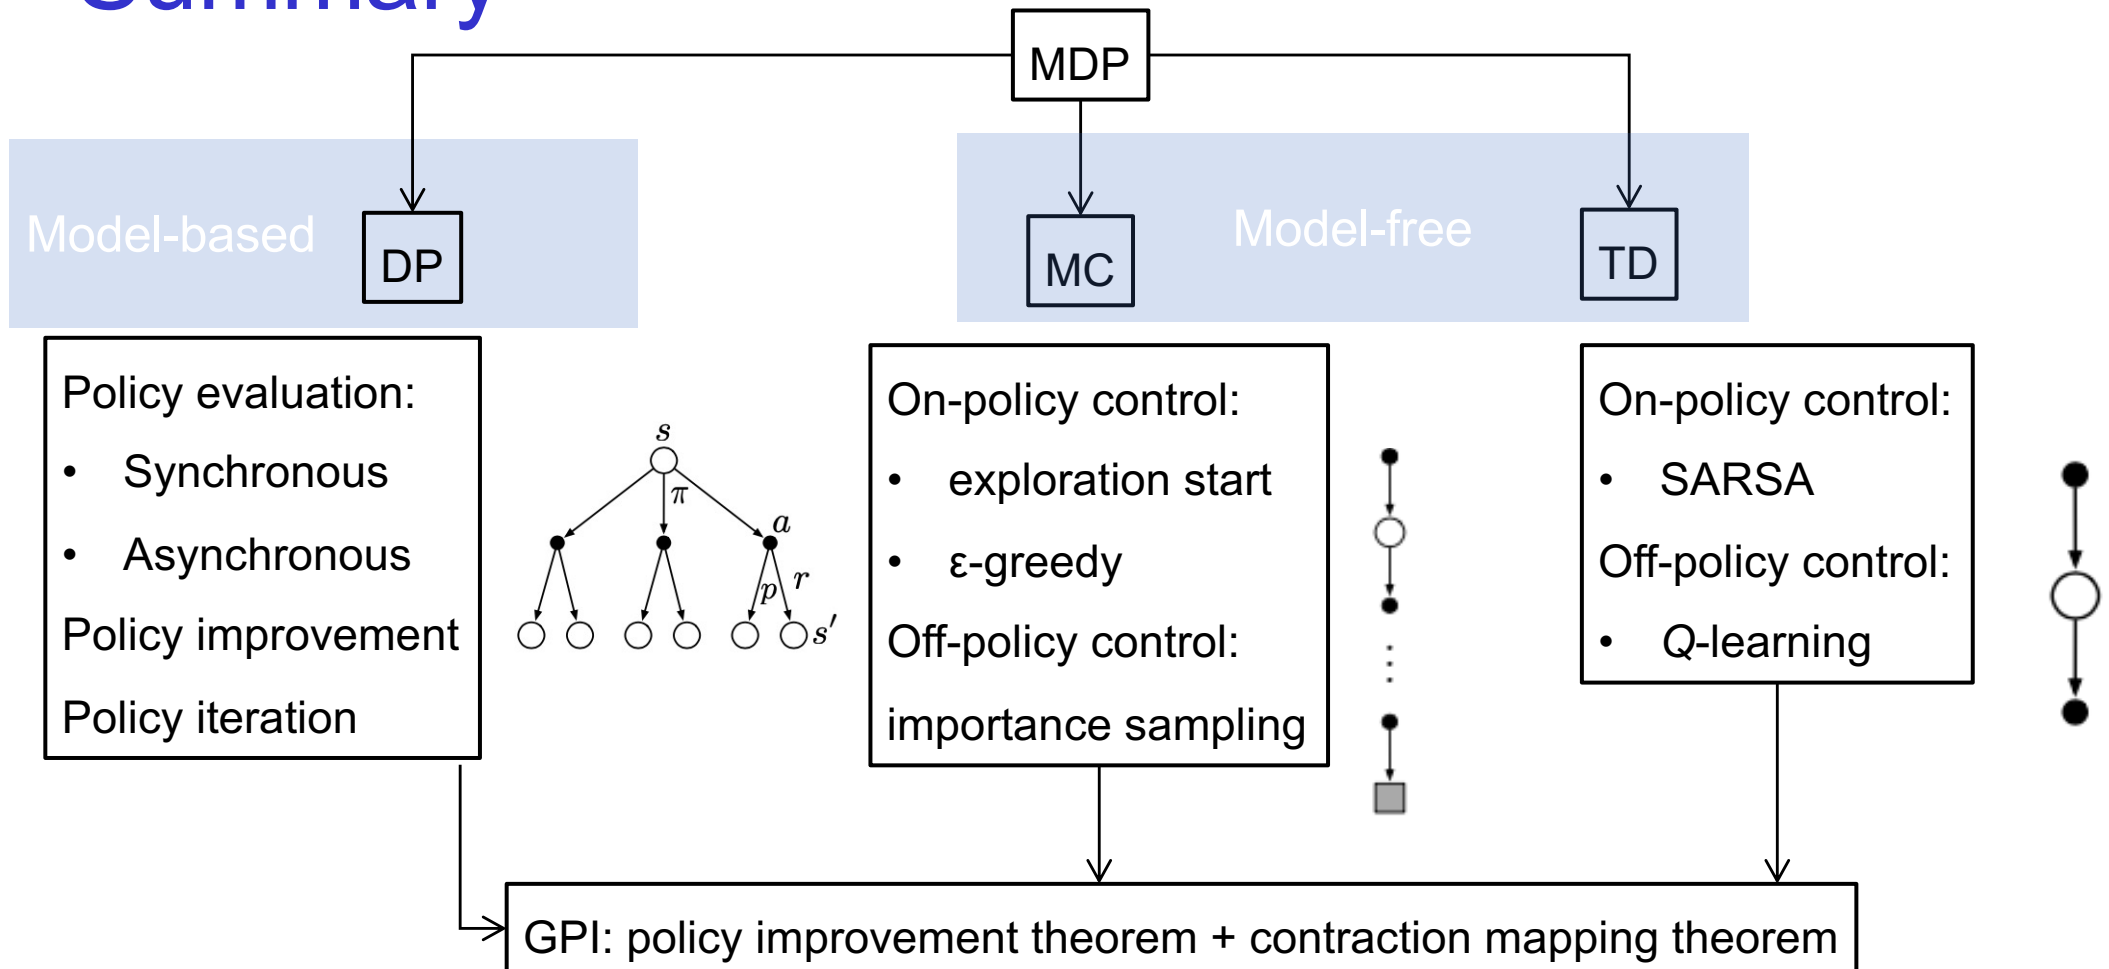 Summary
MDP
Model-based
DP
MC
Model-free
TD
Policy evaluation:
• Synchronous
• Asynchronous
Policy improvement
Policy iteration
s
π
a
p
r
s′
On-policy control:
• exploration start
• ε-greedy
Off-policy control:
importance sampling
On-policy control:
• SARSA
Off-policy control:
• Q-learning
GPI: policy improvement theorem + contraction mapping theorem